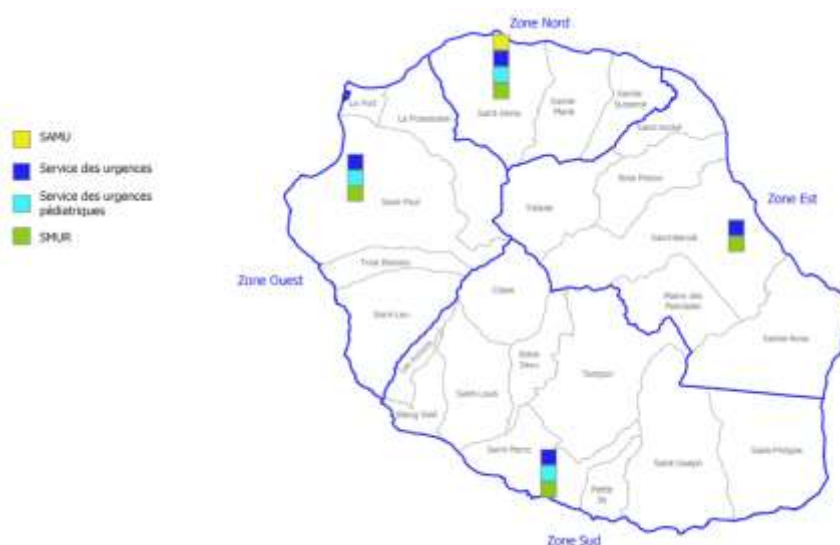 Zone Nord
SAMU
Service des urgences
Service des urgences
pédiatriques
SMUR
Le Port
La Possession
Saint-Denis
Sainte
Marie
Sainte
Suzanne
Saint-André
Bras Panon
Salazie
Saint-Paul
Zone Est
Saint-Benoît
Trois Bassins
Zone Ouest
Cilaos
Plaine des
Palmistes
Saint-Leu
Sainte-Rose
Entre
Deux
Tampon
Saint-Louis
Etang Salé
Saint-Pierre
Saint-Joseph
Saint-Philippe
Petite
Zone Sud